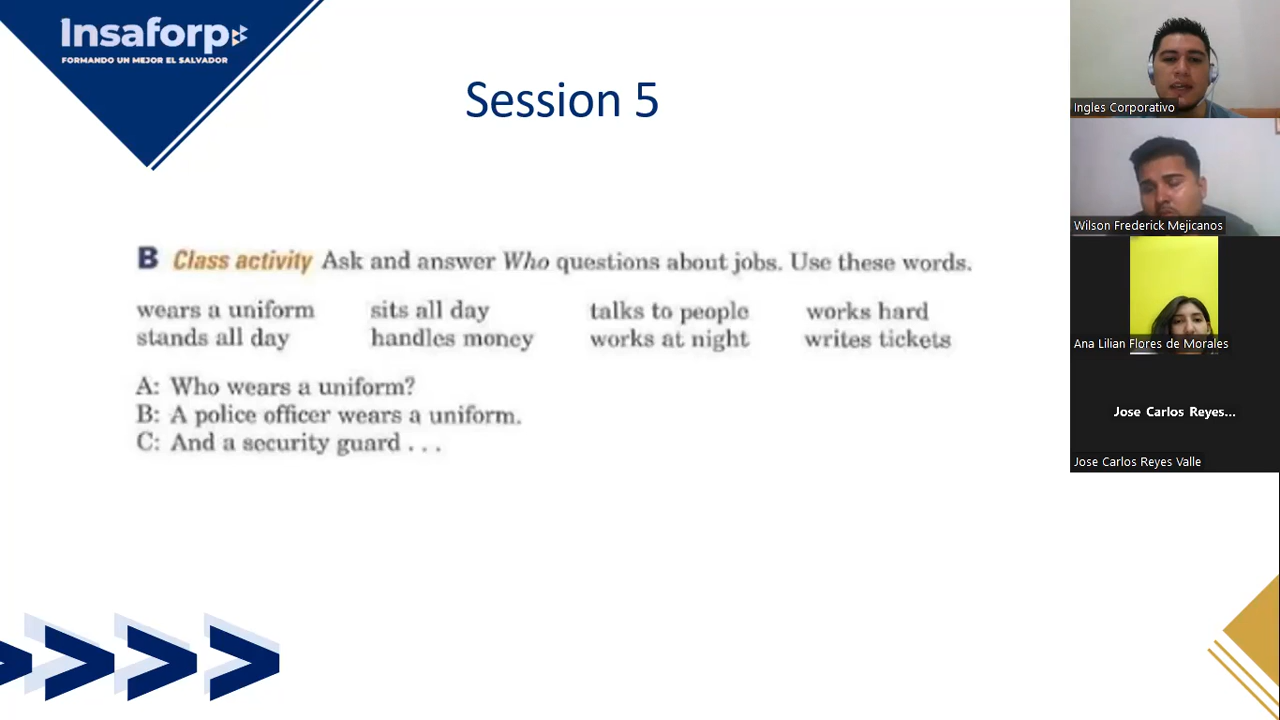 Insaforp
FORMANDO UN MEJOR EL SALVADOR
Session 5
B Class activity Ask and answer Who questions about jobs. Use these words.
wears a uniform sits all day talks to people works hard
stands all day handles money works at night writes tickets
A: Who wears a uniform?
B: A police officer wears a uniform.
C: And a security guard . . .
Ingles Corporativo
Wilson Frederick Mejicanos
Ana Lilian Flores de Morales
Jose Carlos Reyes...
Jose Carlos Reyes Valle